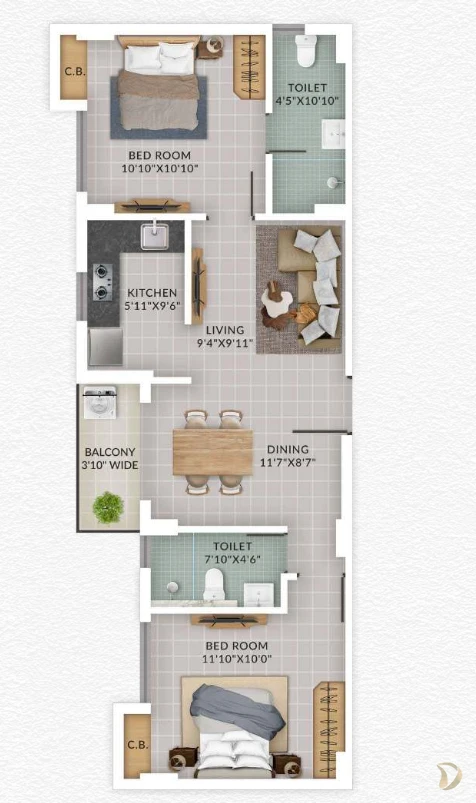 C.B.
TOILET
4'5"X10'10"
BED ROOM
10'10"X10'10"
KITCHEN
5'11"X9'6"
LIVING
9'4"X9'11"
BALCONY
3'10" WIDE
DINING
11'7"X8'7"
TOILET
7'10"X4'6"
BED ROOM
11'10"X10'0"
C.B.